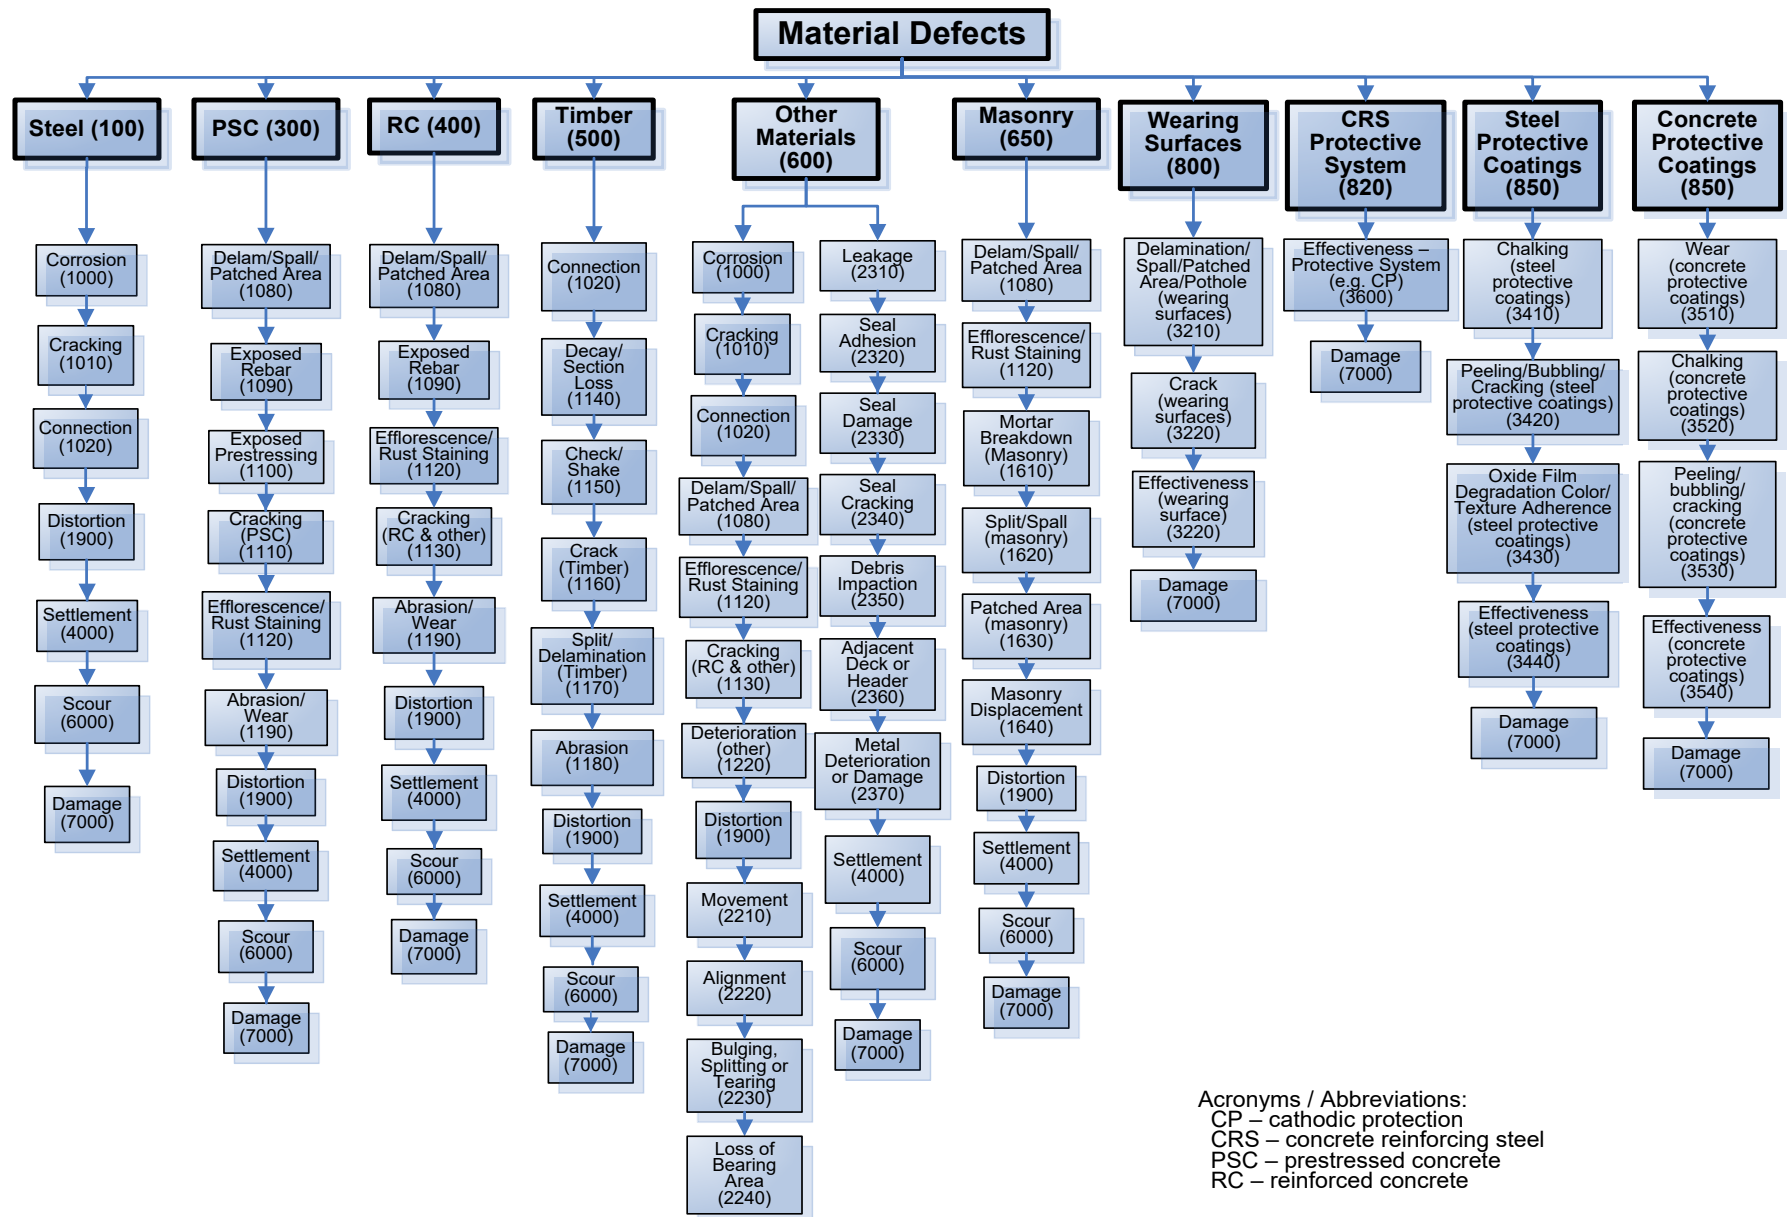 Material Defects
Steel (100)
PSC (300)
RC (400)
Timber
(500)
Other
Materials
(600)
Masonry
(650)
Wearing
Surfaces
(800)
CRS
Protective
System
(820)
Steel
Protective
Coatings
(850)
Concrete
Protective
Coatings
(850)
Corrosion
(1000)
Cracking
(1010)
Connection
(1020)
Distortion
(1900)
Settlement
(4000)
Scour
(6000)
Damage
(7000)
Delam/Spall/
Patched Area
(1080)
Exposed
Rebar
(1090)
Exposed
Prestressing
(1100)
Cracking
(PSC)
(1110)
Efflorescence/
Rust Staining
(1120)
Abrasion/
Wear
(1190)
Distortion
(1900)
Settlement
(4000)
Scour
(6000)
Damage
(7000)
Delam/Spall/
Patched Area
(1080)
Exposed
Rebar
(1090)
Efflorescence/
Rust Staining
(1120)
Cracking
(RC & other)
(1130)
Abrasion/
Wear
(1190)
Distortion
(1900)
Settlement
(4000)
Scour
(6000)
Damage
(7000)
Connection
(1020)
Decay/
Section
Loss
(1140)
Check/
Shake
(1150)
Crack
(Timber)
(1160)
Split/
Delamination
(Timber)
(1170)
Abrasion
(1180)
Distortion
(1900)
Settlement
(4000)
Scour
(6000)
Damage
(7000)
Corrosion
(1000)
Cracking
(1010)
Connection
(1020)
Delam/Spall/
Patched Area
(1080)
Efflorescence/
Rust Staining
(1120)
Cracking
(RC & other)
(1130)
Deterioration
(other)
(1220)
Distortion
(1900)
Movement
(2210)
Alignment
(2220)
Bulging,
Splitting or
Tearing
(2230)
Loss of
Bearing
Area
(2240)
Leakage
(2310)
Seal
Adhesion
(2320)
Seal
Damage
(2330)
Seal
Cracking
(2340)
Debris
Impaction
(2350)
Adjacent
Deck or
Header
(2360)
Metal
Deterioration
or Damage
(2370)
Settlement
(4000)
Scour
(6000)
Damage
(7000)
Delam/Spall/
Patched Area
(1080)
Efflorescence/
Rust Staining
(1120)
Mortar
Breakdown
(Masonry)
(1610)
Split/Spall
(masonry)
(1620)
Patched Area
(masonry)
(1630)
Masonry
Displacement
(1640)
Distortion
(1900)
Settlement
(4000)
Scour
(6000)
Damage
(7000)
Delamination/
Spall/Patched
Area/Pothole
(wearing
surfaces)
(3210)
Crack
(wearing
surfaces)
(3220)
Effectiveness
(wearing
surface)
(3220)
Damage
(7000)
Effectiveness –
Protective System
(e.g. CP)
(3600)
Damage
(7000)
Chalking
(steel
protective
coatings)
(3410)
Peeling/Bubbling/
Cracking (steel
protective coatings)
(3420)
Oxide Film
Degradation Color/
Texture Adherence
(steel protective
coatings)
(3430)
Effectiveness
(steel protective
coatings)
(3440)
Damage
(7000)
Wear
(concrete
protective
coatings)
(3510)
Chalking
(concrete
protective
coatings)
(3520)
Peeling/
bubbling/
cracking
(concrete
protective
coatings)
(3530)
Effectiveness
(concrete
protective
coatings)
(3540)
Damage
(7000)
Acronyms / Abbreviations:
CP – cathodic protection
CRS – concrete reinforcing steel
PSC – prestressed concrete
RC – reinforced concrete